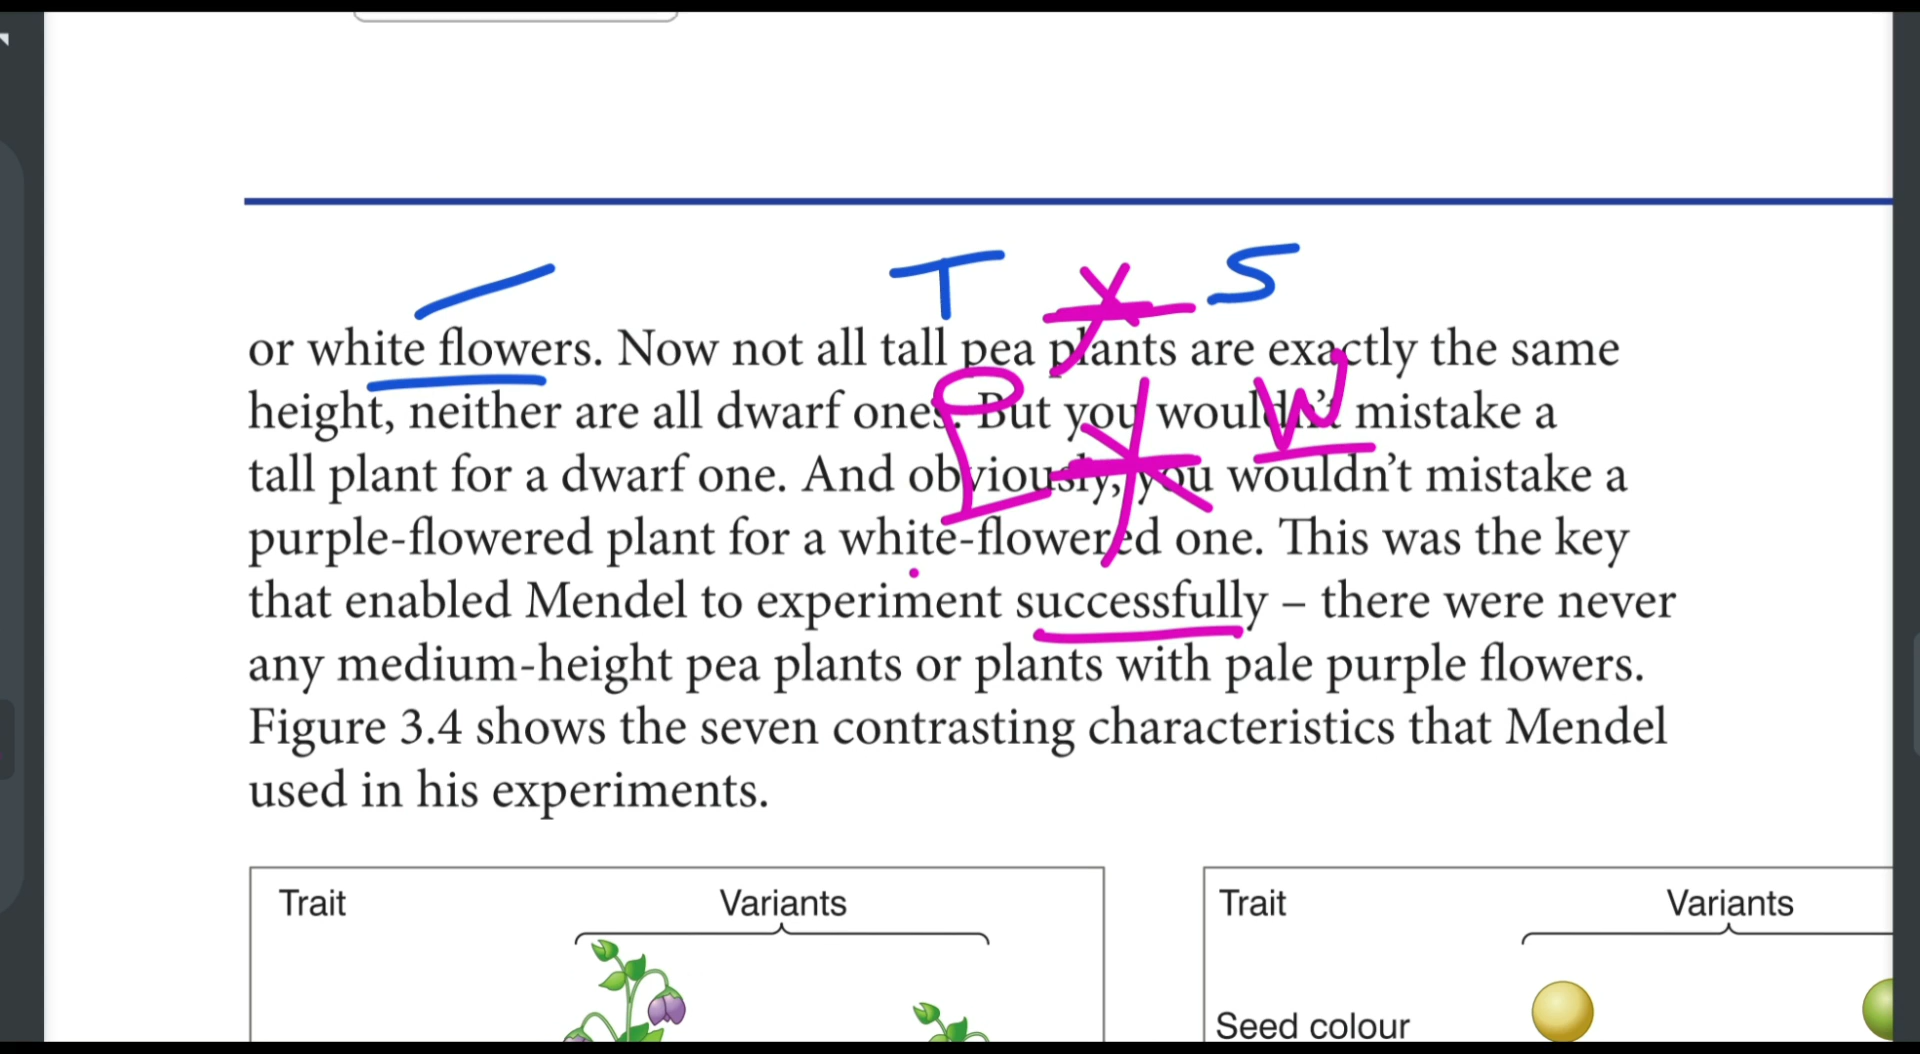 T S
or white flowers. Now not all tall pea plants are exactly the same
height, neither are all dwarf ones. But you wouldn't mistake a
W
tall plant for a dwarf one. And obviously, you wouldn't mistake a
purple-flowered plant for a white-flowered one. This was the key
that enabled Mendel to experiment successfully – there were never
any medium-height pea plants or plants with pale purple flowers.
Figure 3.4 shows the seven contrasting characteristics that Mendel
used in his experiments.
Trait Variants
Trait Variants
Seed colour